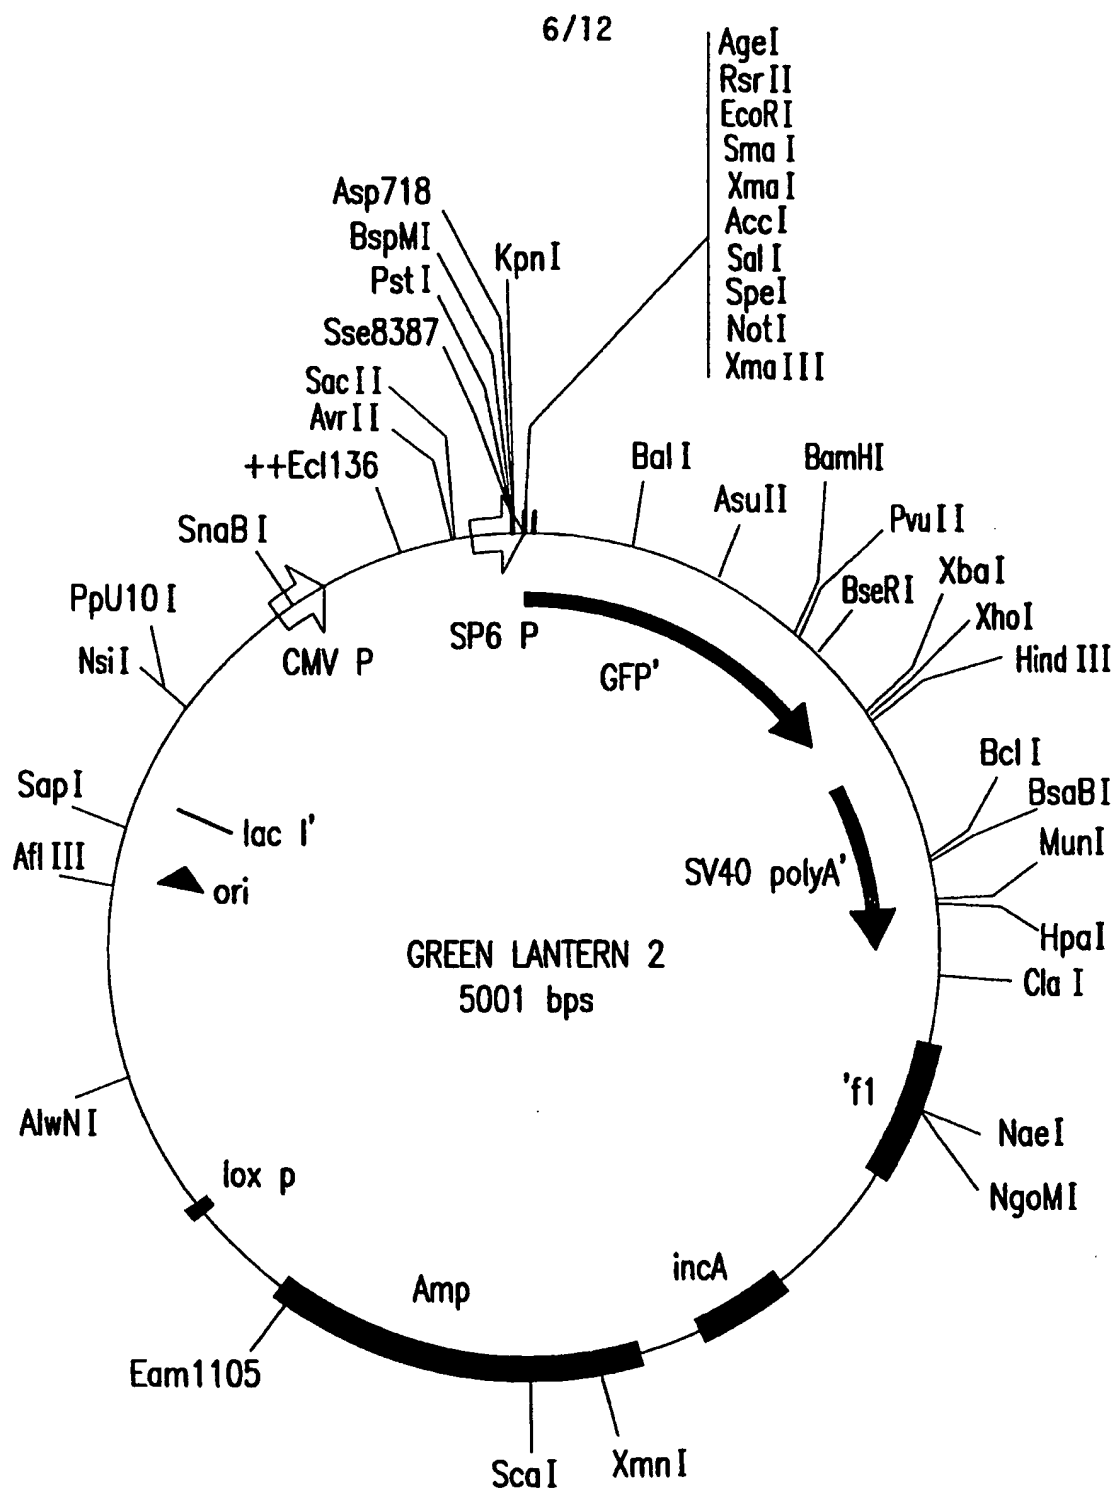 6/12
AgeI
RsrII
EcoRI
SmaI
XmaI
AccI
SalI
SpeI
NotI
XmaIII
Asp718
BspMI
PstI
KpnI
Sse8387
SacII
AvrII
++Ecl136
SnaBI
PpU10I
NsiI
SapI
AflIII
AlwNI
BalI
AsuII
BamHI
PvuII
BseRI
XbaI
XhoI
HindIII
BclI
BsaBI
MunI
HpaI
ClaI
NaeI
NgoMI
CMV P
SP6 P
GFP'
SV40 polyA'
lac I'
ori
GREEN LANTERN 2
5001 bps
'f1
lox p
Amp
incA
Eam1105
ScaI
XmnI